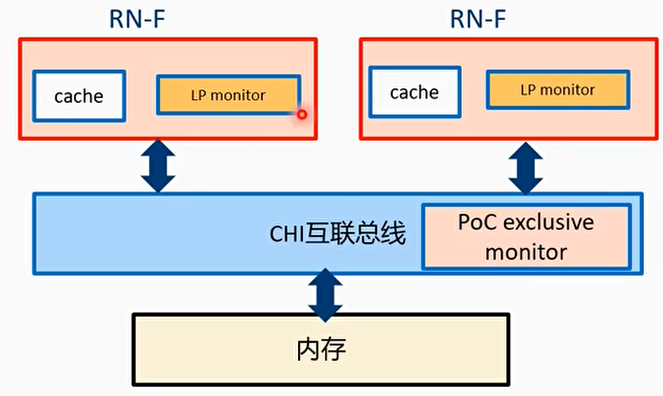 RN-F
RN-F
cache
LP monitor
cache
LP monitor
CHI互联总线
PoC exclusive
monitor
内存